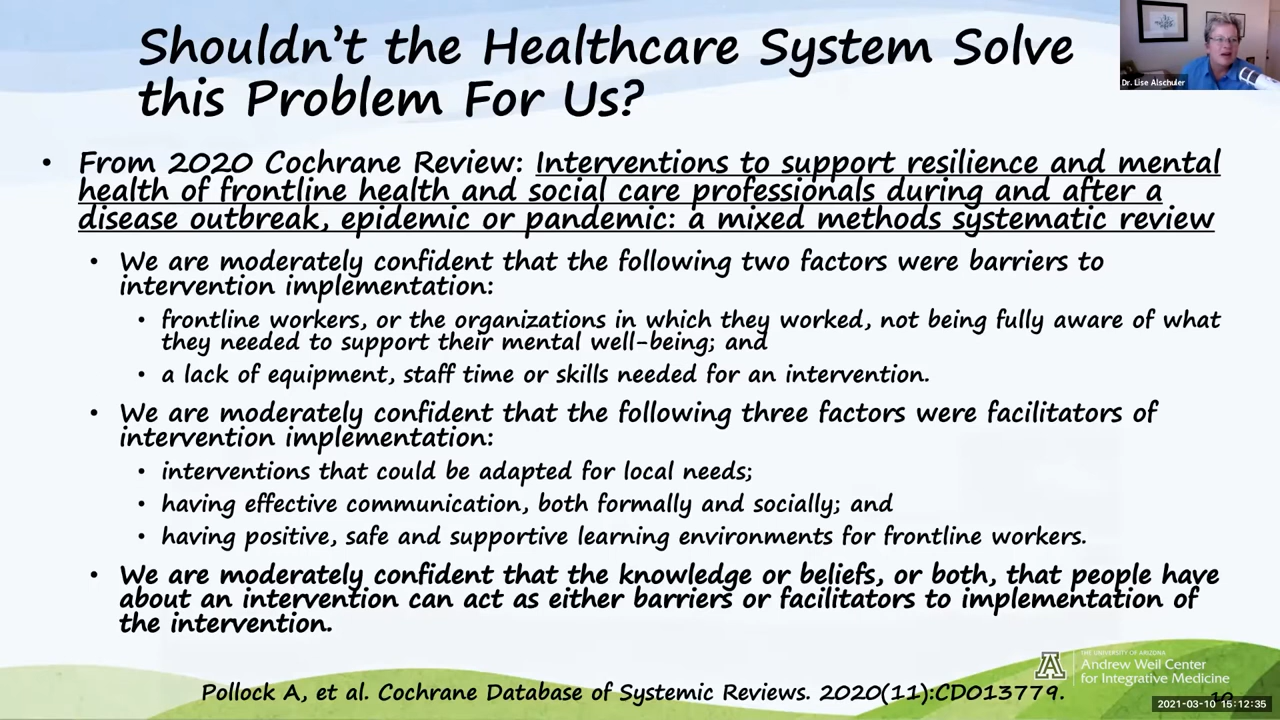 Shouldn't the Healthcare System Solve
this Problem For Us?
Dr. Lise Alschuler
• From 2020 Cochrane Review: Interventions to support resilience and mental
health of frontline health and social care professionals during and after a
disease outbreak, epidemic or pandemic: a mixed methods systematic review
• We are moderately confident that the following two factors were barriers to
intervention implementation:
• frontline workers, or the organizations in which they worked, not being fully aware of what
they needed to support their mental well-being; and
• a lack of equipment, staff time or skills needed for an intervention.
• We are moderately confident that the following three factors were facilitators of
intervention implementation:
• interventions that could be adapted for local needs;
• having effective communication, both formally and socially; and
• having positive, safe and supportive learning environments for frontline workers.
• We are moderately confident that the knowledge or beliefs, or both, that people have
about an intervention can act as either barriers or facilitators to implementation of
the intervention.
THE UNIVERSITY OF ARIZONA
Andrew Weil Center
for Integrative Medicine
Pollock A, et al. Cochrane Database of Systemic Reviews. 2020(11):CD013779.
2021-03-10 15:12:35